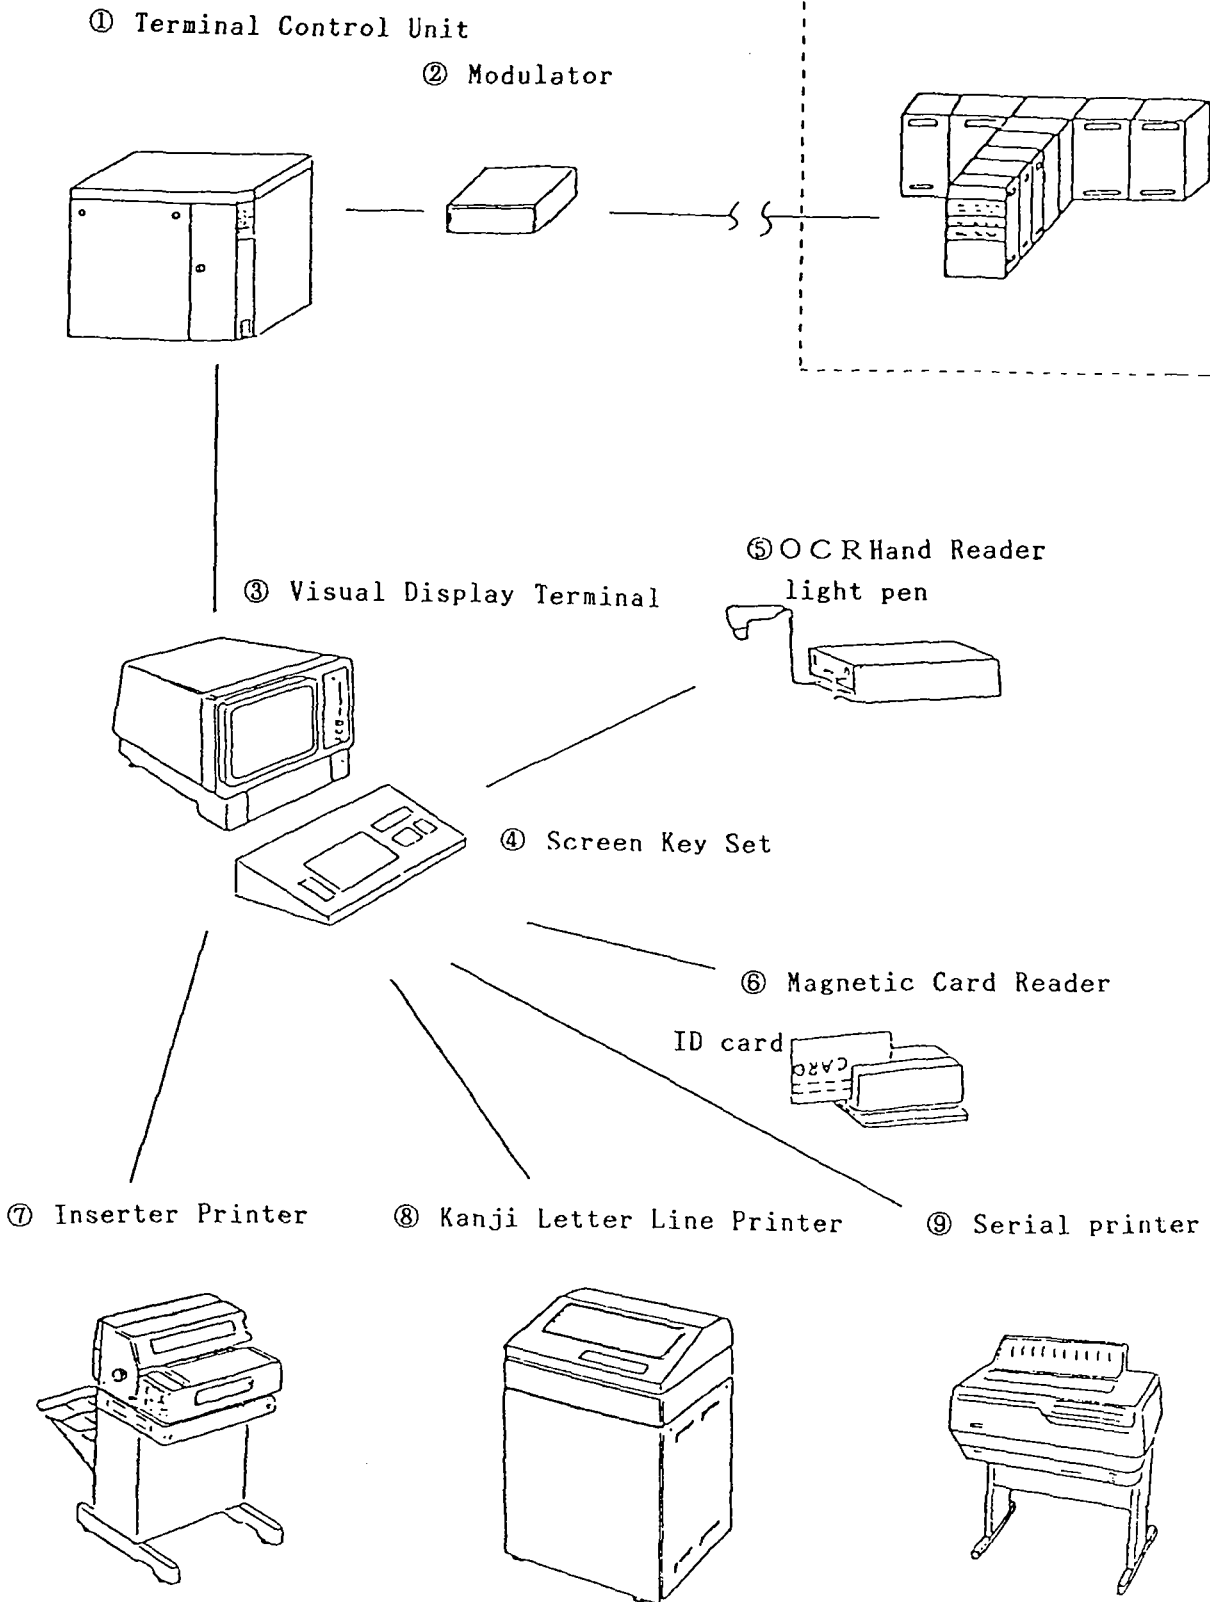 ① Terminal Control Unit
② Modulator
③ Visual Display Terminal
⑤OCRHand Reader
light pen
④ Screen Key Set
⑥ Magnetic Card Reader
ID card
CARD
⑦ Inserter Printer
⑧ Kanji Letter Line Printer
⑨ Serial printer